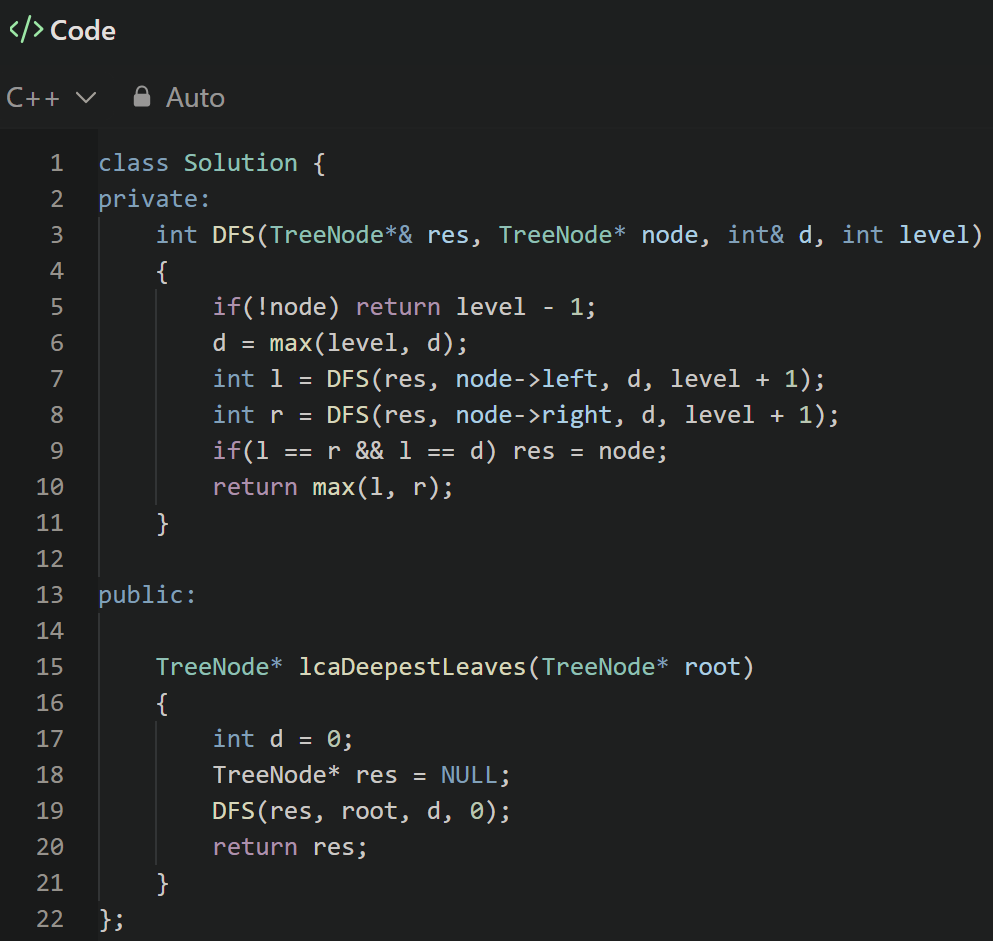 </> Code
C++ Auto
1 class Solution {
2 private:
3     int DFS(TreeNode*& res, TreeNode* node, int& d, int level)
4     {
5         if(!node) return level - 1;
6         d = max(level, d);
7         int l = DFS(res, node->left, d, level + 1);
8         int r = DFS(res, node->right, d, level + 1);
9         if(l == r && l == d) res = node;
10         return max(l, r);
11     }
12
13 public:
14
15     TreeNode* lcaDeepestLeaves(TreeNode* root)
16     {
17         int d = 0;
18         TreeNode* res = NULL;
19         DFS(res, root, d, 0);
20         return res;
21     }
22 };